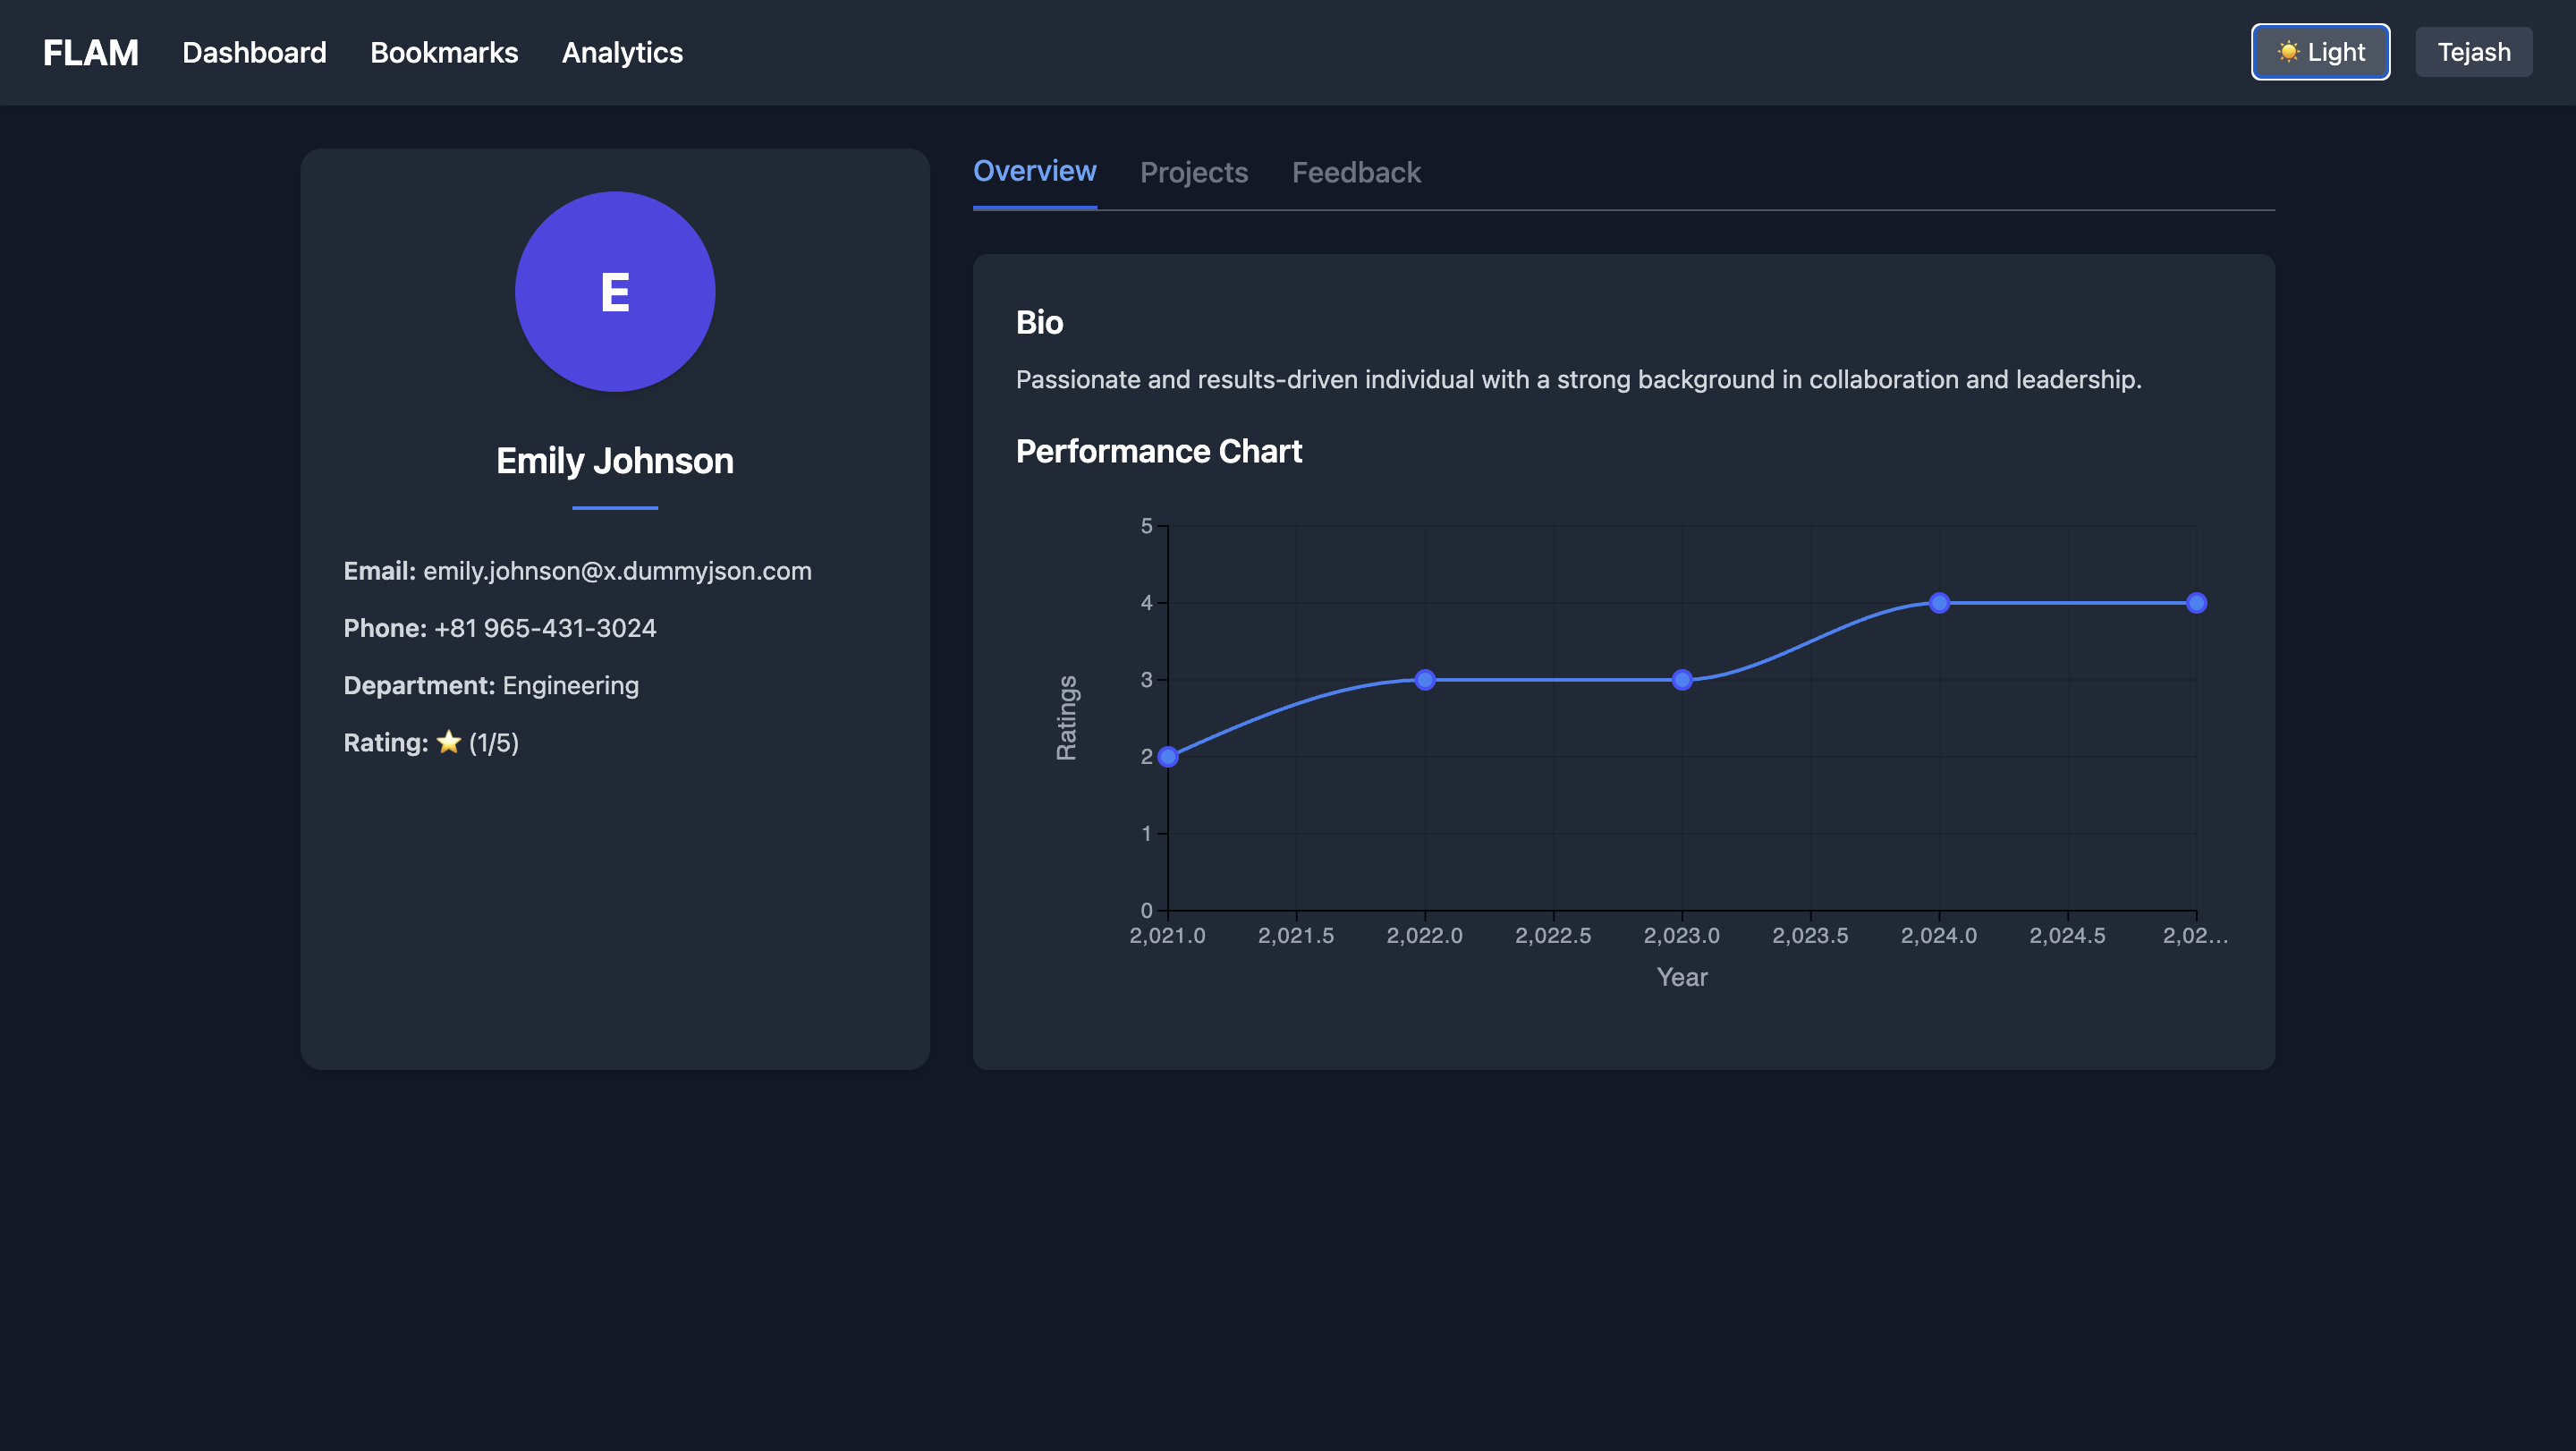 FLAM Dashboard Bookmarks Analytics ☀️ Light Tejash
E
Emily Johnson
Email: emily.johnson@x.dummyjson.com
Phone: +81 965-431-3024
Department: Engineering
Rating: ⭐ (1/5)
Overview Projects Feedback
Bio
Passionate and results-driven individual with a strong background in collaboration and leadership.
Performance Chart
Ratings
5
4
3
2
1
0
2,021.0 2,021.5 2,022.0 2,022.5 2,023.0 2,023.5 2,024.0 2,024.5 2,02…
Year